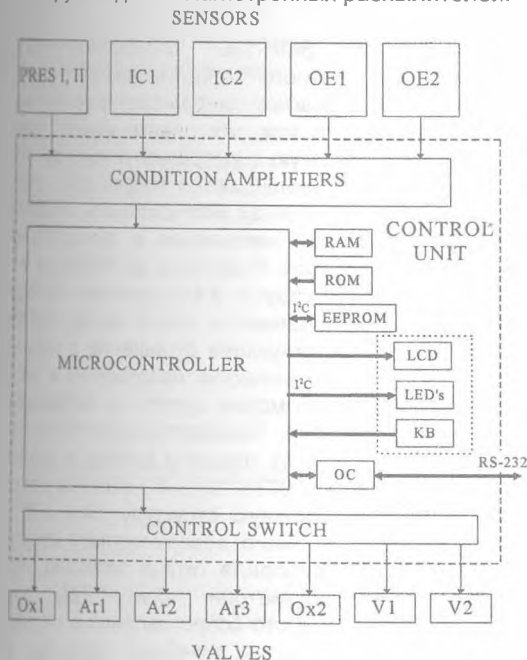 SENSORS
PRES I, II IC1 IC2 OE1 OE2
CONDITION AMPLIFIERS
CONTROL
UNIT
MICROCONTROLLER
RAM
ROM
I²C
EEPROM
LCD
I²C
LED's
KB
OC
RS-232
CONTROL SWITCH
Ox1 Ar1 Ar2 Ar3 Ox2 V1 V2
VALVES